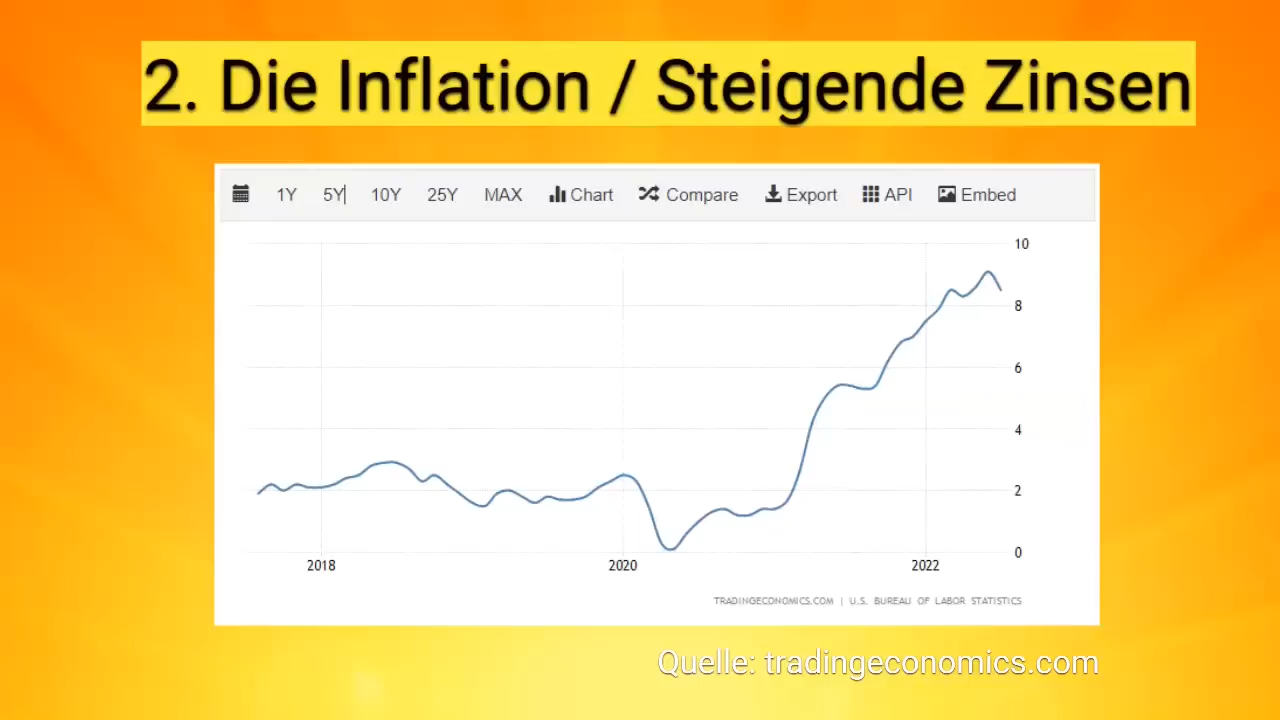 2. Die Inflation / Steigende Zinsen
1Y 5Y 10Y 25Y MAX Chart Compare Export API Embed
10
8
6
4
2
0
2018 2020 2022
TRADINGECONOMICS.COM | U.S. BUREAU OF LABOR STATISTICS
Quelle: tradingeconomics.com